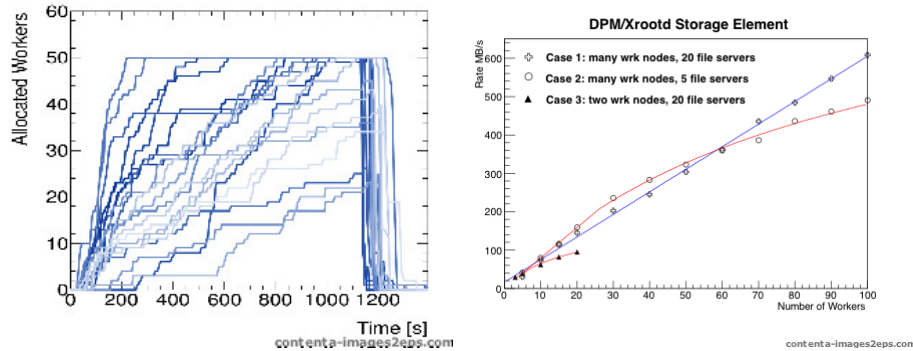 Allocated Workers
60
50
40
30
20
10
0
0 200 400 600 800 1000 1200
Time [s]
contenta-images2eps.com
DPM/Xrootd Storage Element
Rate MB/s
600
500
400
300
200
100
0
Case 1: many wrk nodes, 20 file servers
Case 2: many wrk nodes, 5 file servers
Case 3: two wrk nodes, 20 file servers
0 10 20 30 40 50 60 70 80 90 100
Number of Workers
contenta-images2eps.com